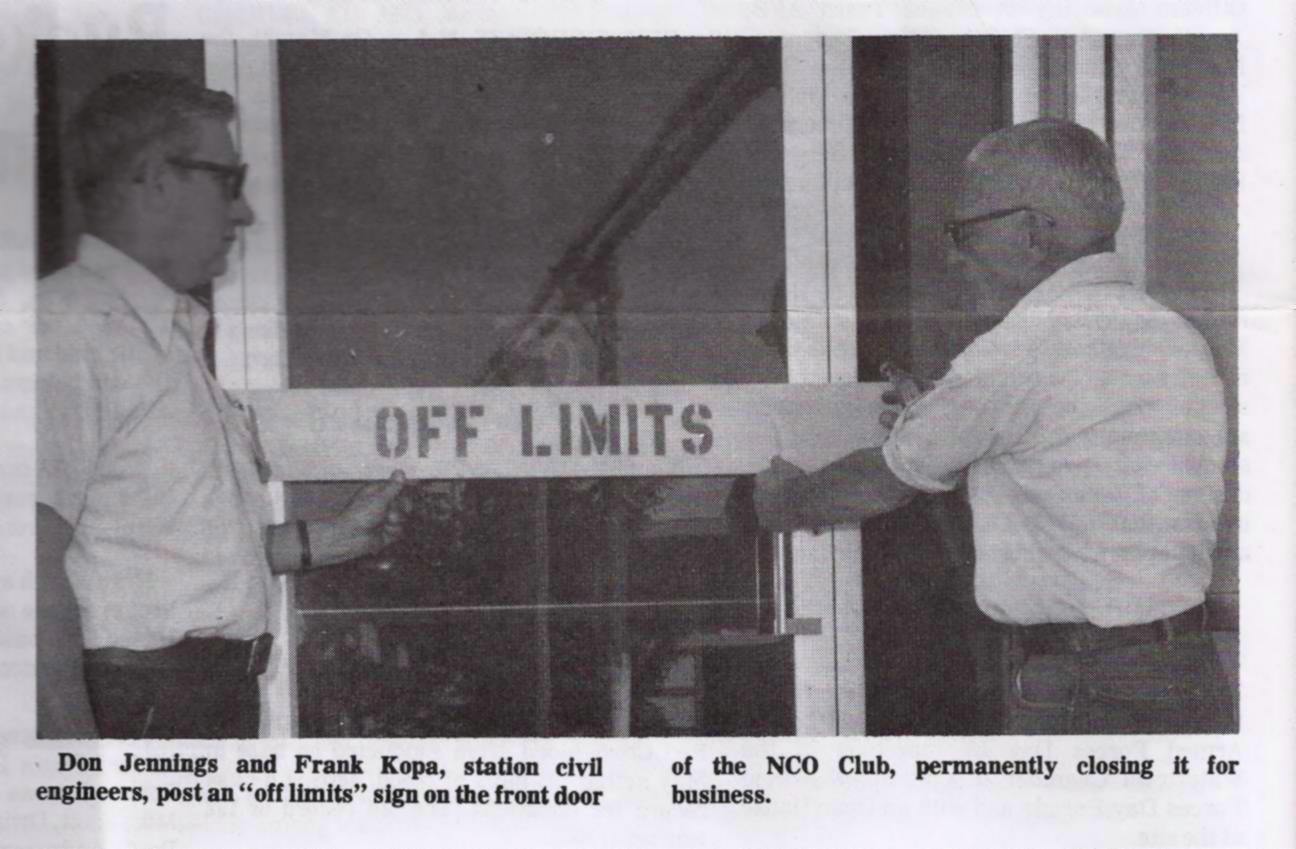 OFF LIMITS
Don Jennings and Frank Kopa, station civil
engineers, post an “off limits” sign on the front door
of the NCO Club, permanently closing it for
business.